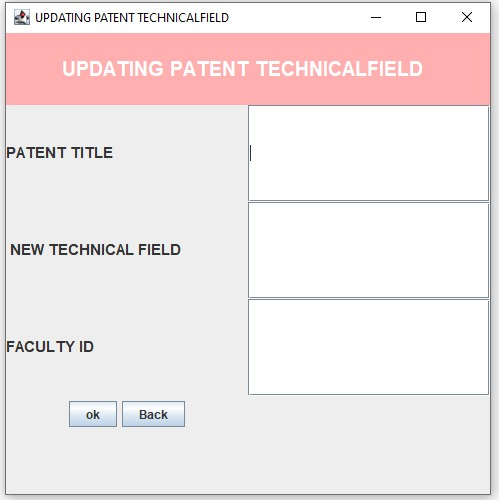 UPDATING PATENT TECHNICALFIELD
UPDATING PATENT TECHNICALFIELD
PATENT TITLE
NEW TECHNICAL FIELD
FACULTY ID
ok Back